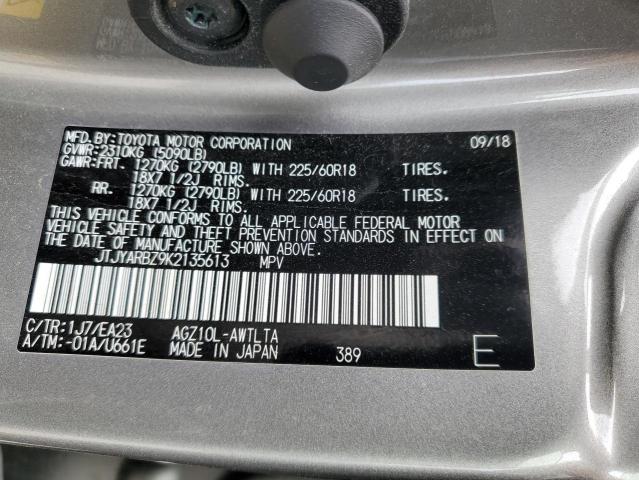 MFD.BY:TOYOTA MOTOR CORPORATION 09/18
GVWR:2310KG (5090LB)
GAWR:FRT. 1270KG (2790LB) WITH 225/60R18 TIRES.
18X7 1/2J RIMS.
RR. 1270KG (2790LB) WITH 225/60R18 TIRES.
18X7 1/2J RIMS.
THIS VEHICLE CONFORMS TO ALL APPLICABLE FEDERAL MOTOR
VEHICLE SAFETY AND THEFT PREVENTION STANDARDS IN EFFECT ON
THE DATE OF MANUFACTURE SHOWN ABOVE.
JTJYARBZ9K2135613 MPV
C/TR:1J7/EA23 AGZ10L-AWTLTA
A/TM:-01A/U661E MADE IN JAPAN 389 E